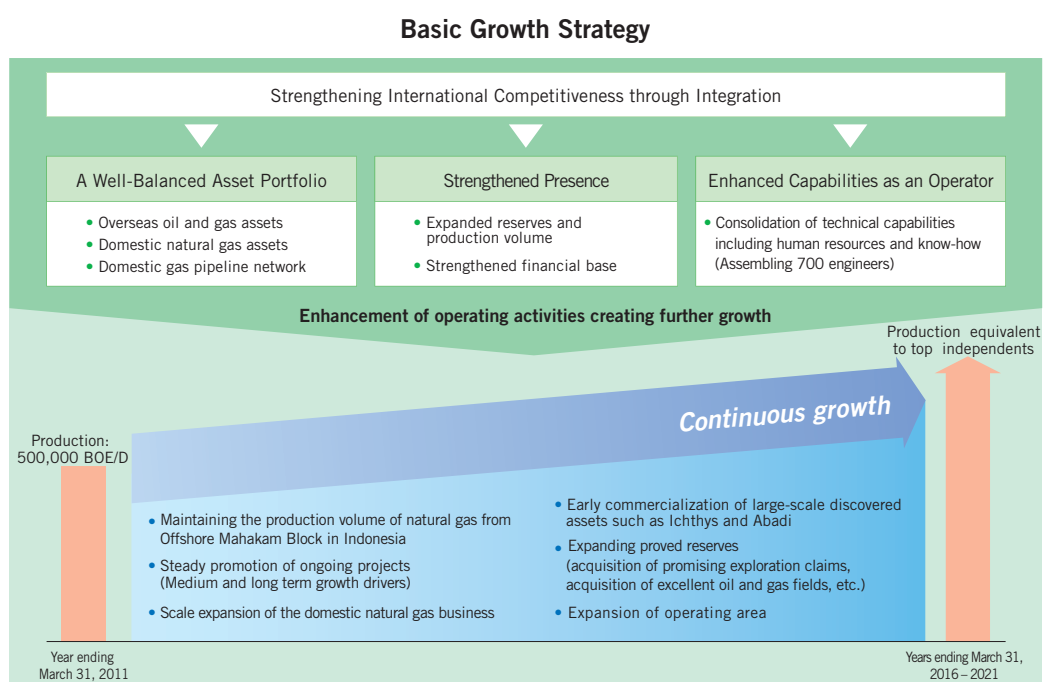 Basic Growth Strategy
Strengthening International Competitiveness through Integration
A Well-Balanced Asset Portfolio
• Overseas oil and gas assets
• Domestic natural gas assets
• Domestic gas pipeline network
Strengthened Presence
• Expanded reserves and
production volume
• Strengthened financial base
Enhanced Capabilities as an Operator
• Consolidation of technical capabilities
including human resources and know-how
(Assembling 700 engineers)
Enhancement of operating activities creating further growth
Production equivalent
to top independents
Continuous growth
Production:
500,000 BOE/D
• Maintaining the production volume of natural gas from
Offshore Mahakam Block in Indonesia
• Steady promotion of ongoing projects
(Medium and long term growth drivers)
• Scale expansion of the domestic natural gas business
• Early commercialization of large-scale discovered
assets such as Ichthys and Abadi
• Expanding proved reserves
(acquisition of promising exploration claims,
acquisition of excellent oil and gas fields, etc.)
• Expansion of operating area
Year ending
March 31, 2011
Years ending March 31,
2016 – 2021